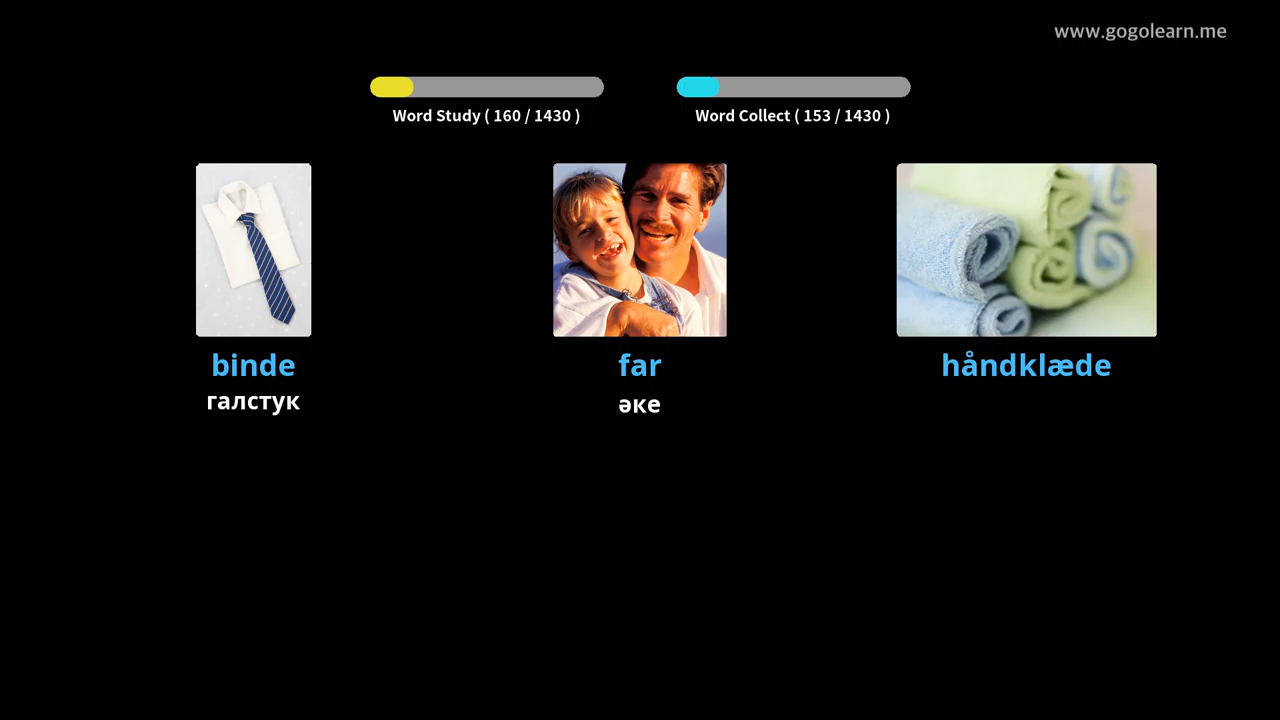 www.gogolearn.me
Word Study ( 160 / 1430 )
Word Collect ( 153 / 1430 )
binde
галстук
far
әке
håndklæde